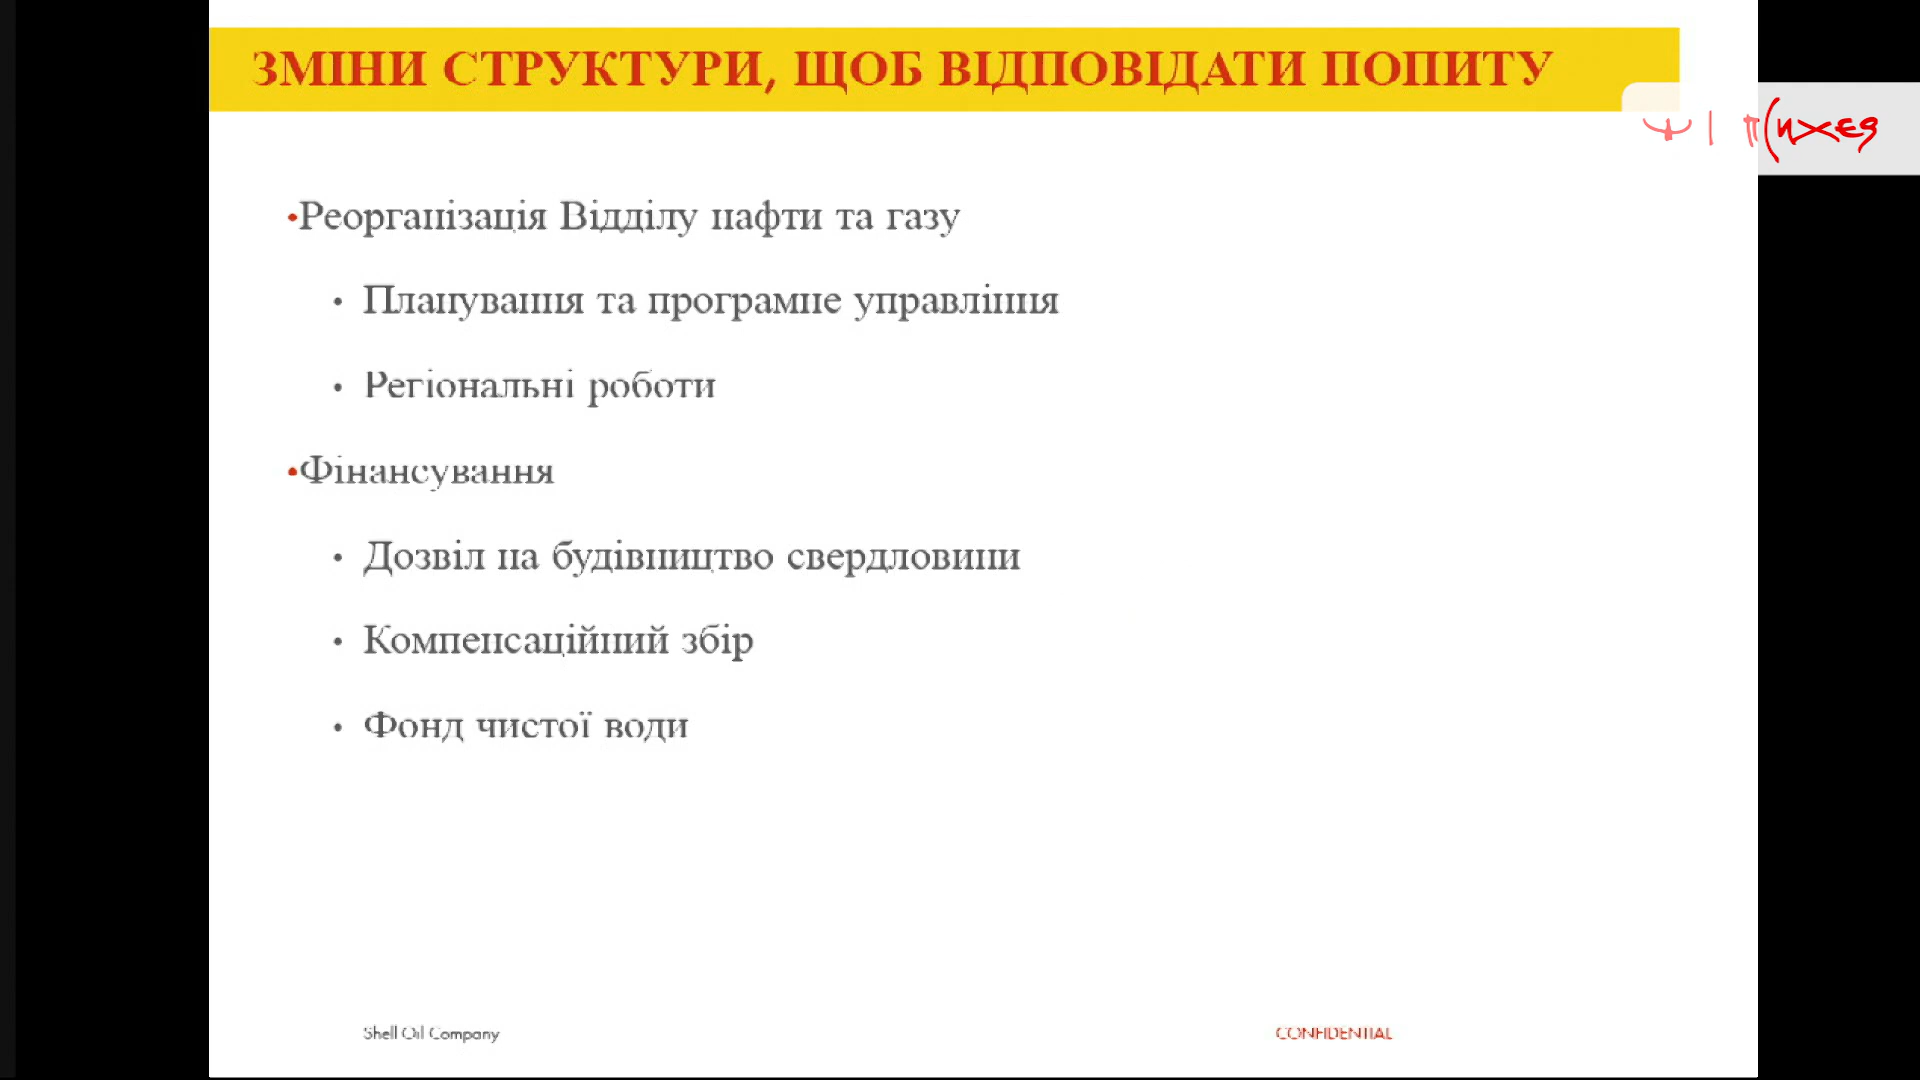 ЗМІНИ СТРУКТУРИ, ЩОБ ВІДПОВІДАТИ ПОПИТУ
•Реорганізація Відділу нафти та газу
• Планування та програмне управління
• Регіональні роботи
•Фінансування
• Дозвіл на будівництво свердловини
• Компенсаційний збір
• Фонд чистої води
Shell Oil Company
CONFIDENTIAL